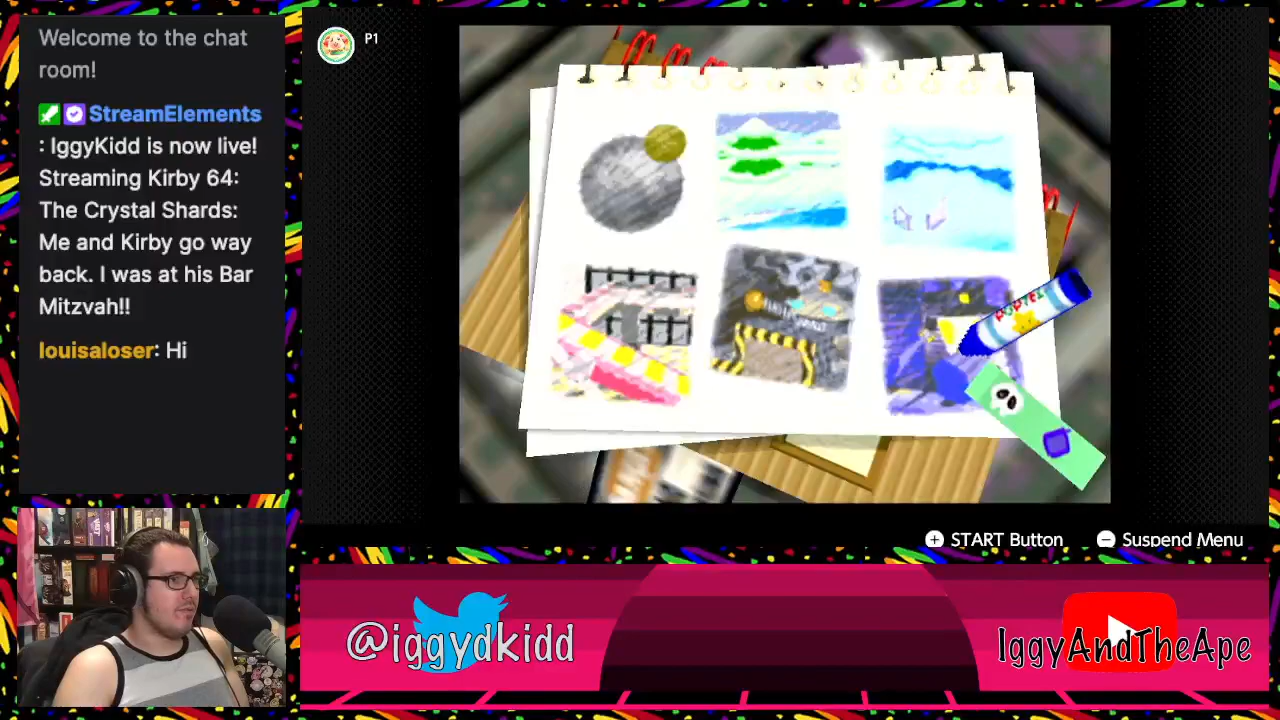 Welcome to the chat
room!
StreamElements
: IggyKidd is now live!
Streaming Kirby 64:
The Crystal Shards:
Me and Kirby go way
back. I was at his Bar
Mitzvah!!
louisaloser: Hi
P1
START Button
Suspend Menu
@iggydkidd
IggyAndTheApe